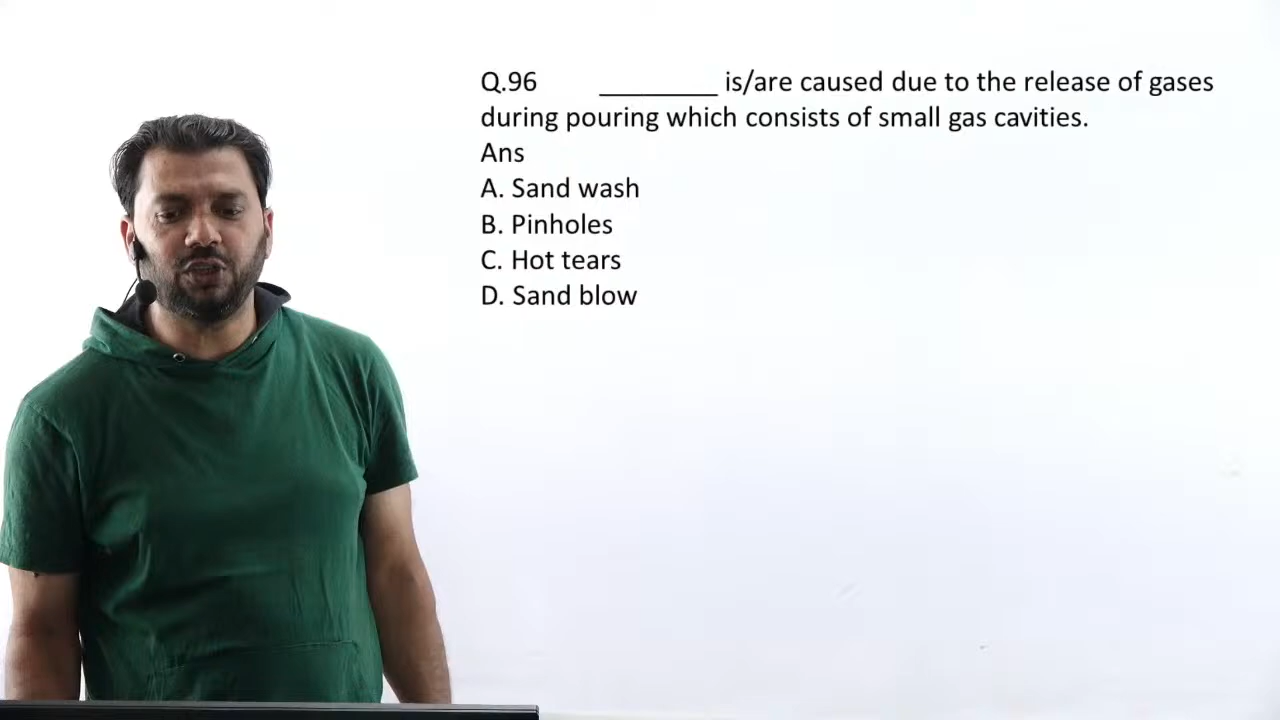 Q.96 ________ is/are caused due to the release of gases
during pouring which consists of small gas cavities.
Ans
A. Sand wash
B. Pinholes
C. Hot tears
D. Sand blow